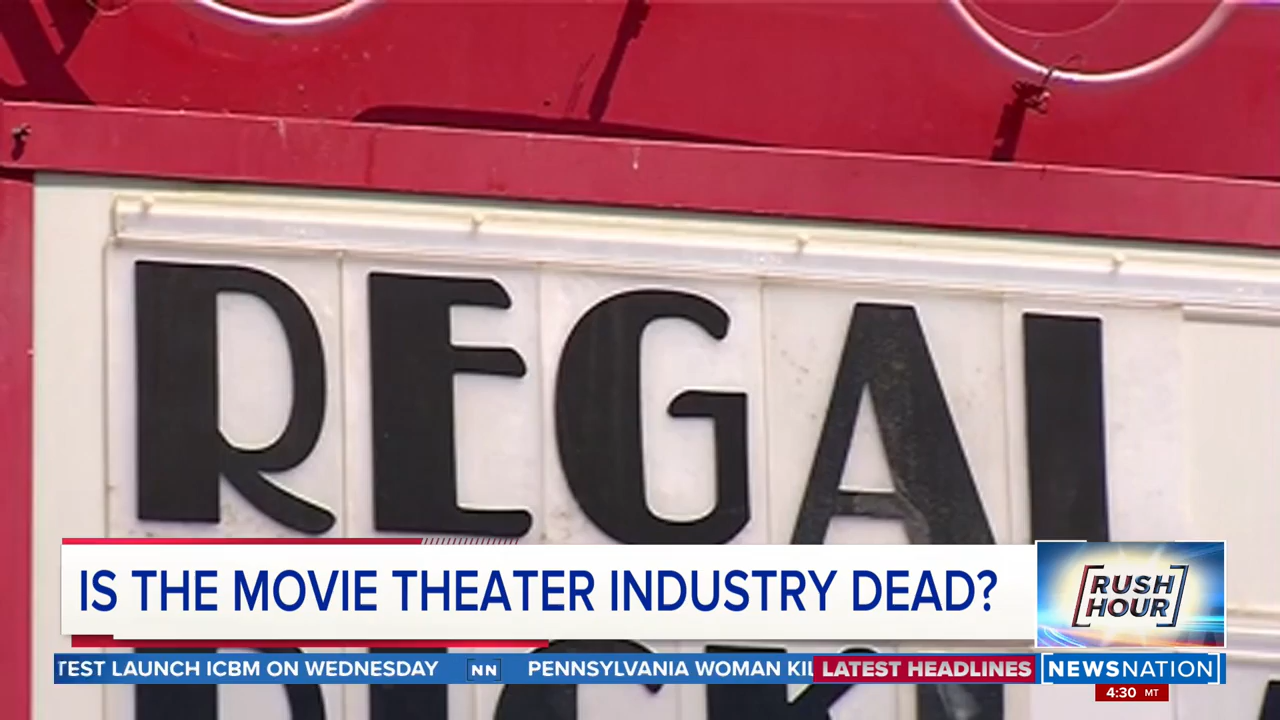 REGAL
IS THE MOVIE THEATER INDUSTRY DEAD?
RUSH
HOUR
TEST LAUNCH ICBM ON WEDNESDAY NN PENNSYLVANIA WOMAN LATEST HEADLINES NEWSNATION
4:30 MT